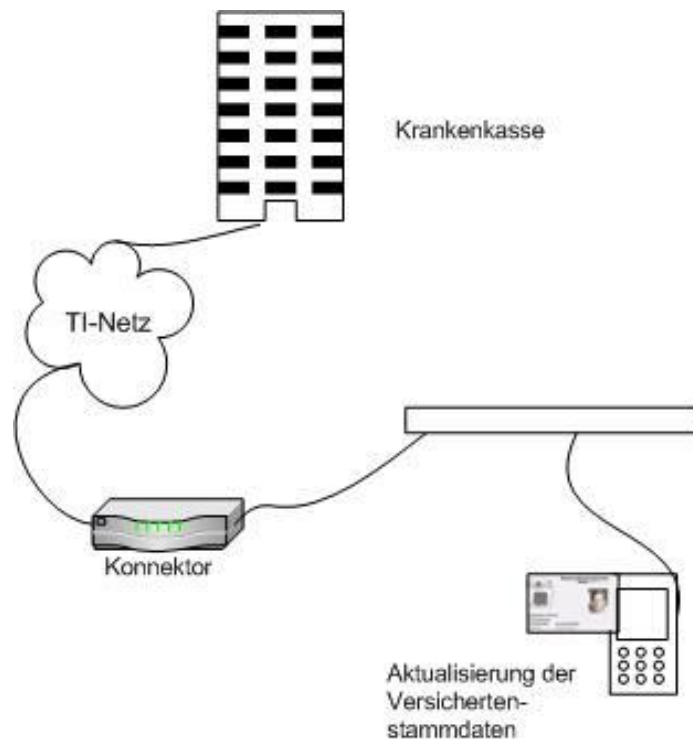 Krankenkasse
TI-Netz
Konnektor
Aktualisierung der
Versicherten-
stammdaten